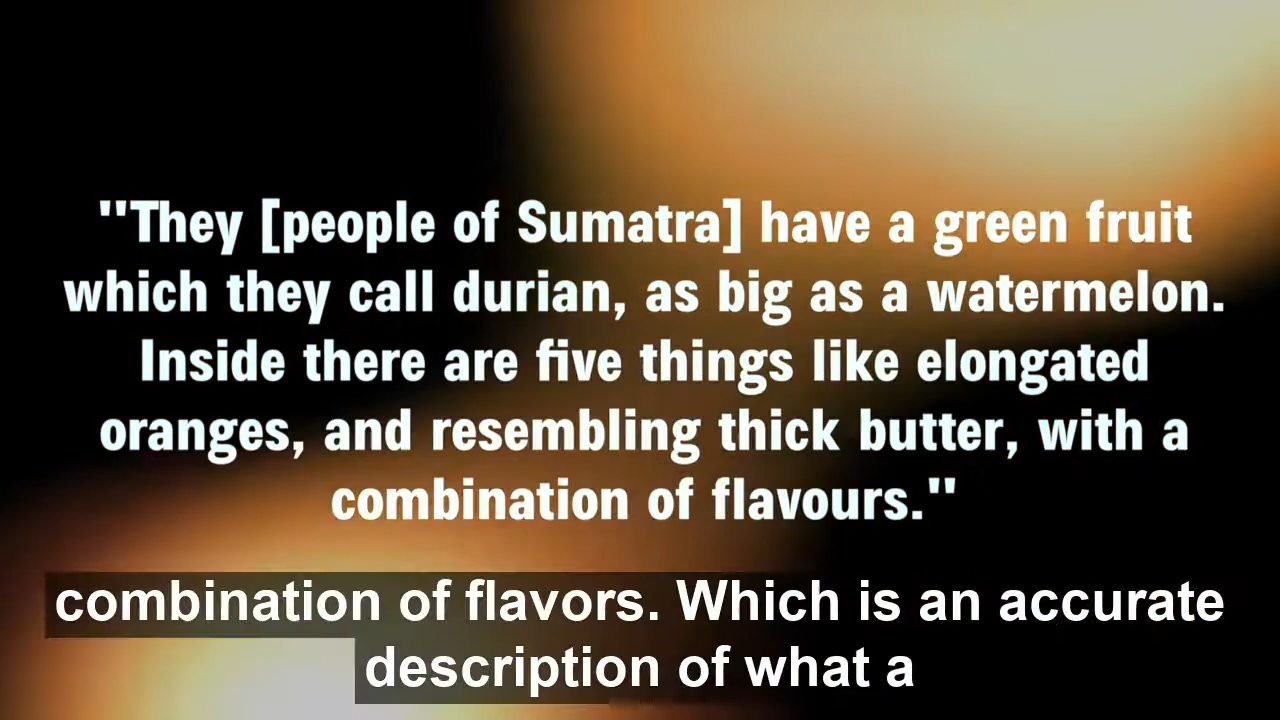 "They [people of Sumatra] have a green fruit
which they call durian, as big as a watermelon.
Inside there are five things like elongated
oranges, and resembling thick butter, with a
combination of flavours."
combination of flavors. Which is an accurate
description of what a